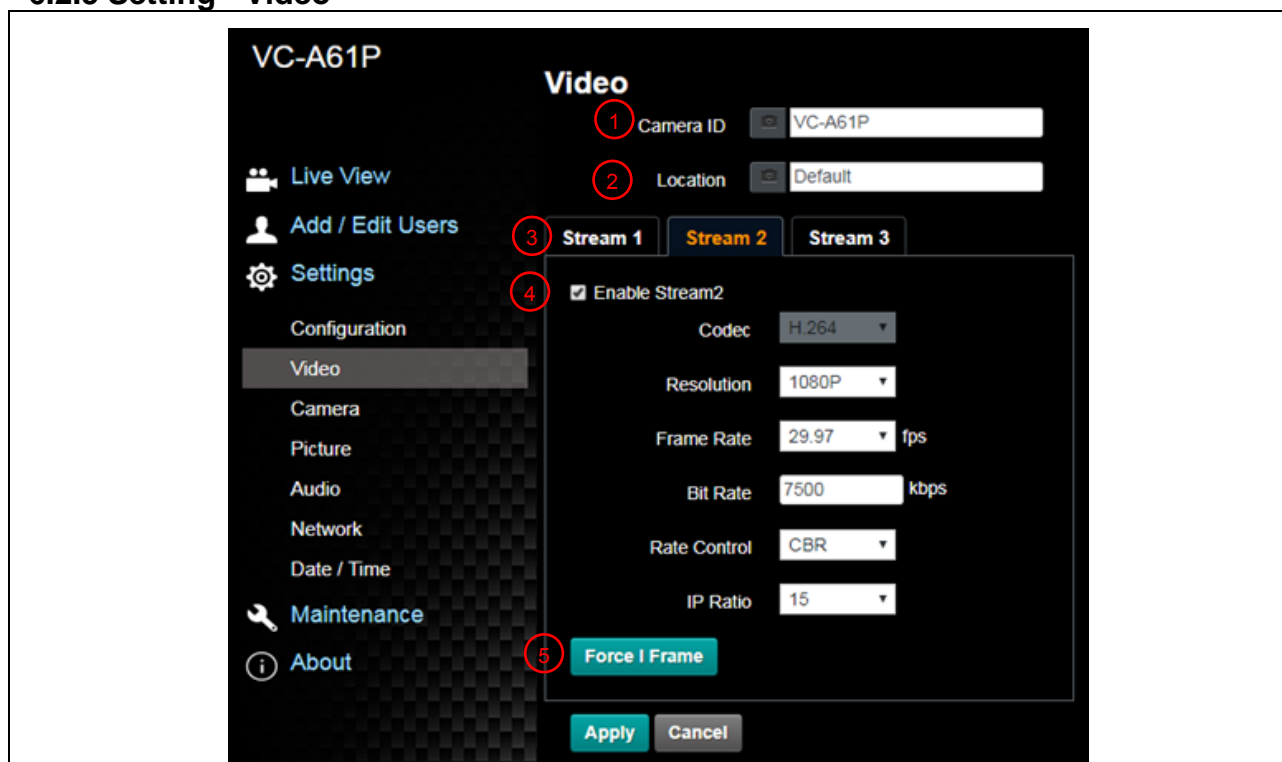 Setting - Video
VC-A61P
Video
1 Camera ID VC-A61P
2 Location Default
Live View
Add / Edit Users
Settings
Configuration
Video
Camera
Picture
Audio
Network
Date / Time
Maintenance
About
3 Stream 1 Stream 2 Stream 3
4 Enable Stream2
Codec H.264
Resolution 1080P
Frame Rate 29.97 fps
Bit Rate 7500 kbps
Rate Control CBR
IP Ratio 15
5 Force I Frame
Apply Cancel